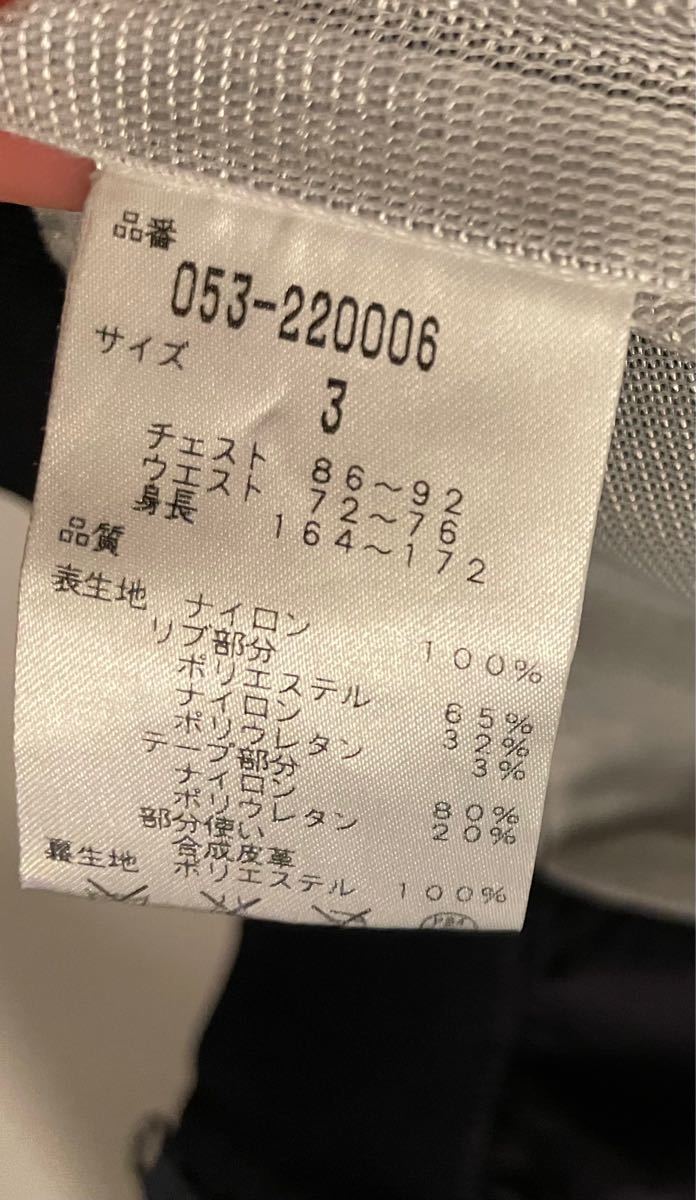 品番
053-220006
サイズ
3
チェスト 86~92
ウエスト 72~76
身長 164~172
品質
表生地 ナイロン 100%
リブ部分
ポリエステル 65%
ナイロン 32%
ポリウレタン 3%
テープ部分
ナイロン 80%
ポリウレタン 20%
部分使い
合成皮革
裏生地 ポリエステル 100%